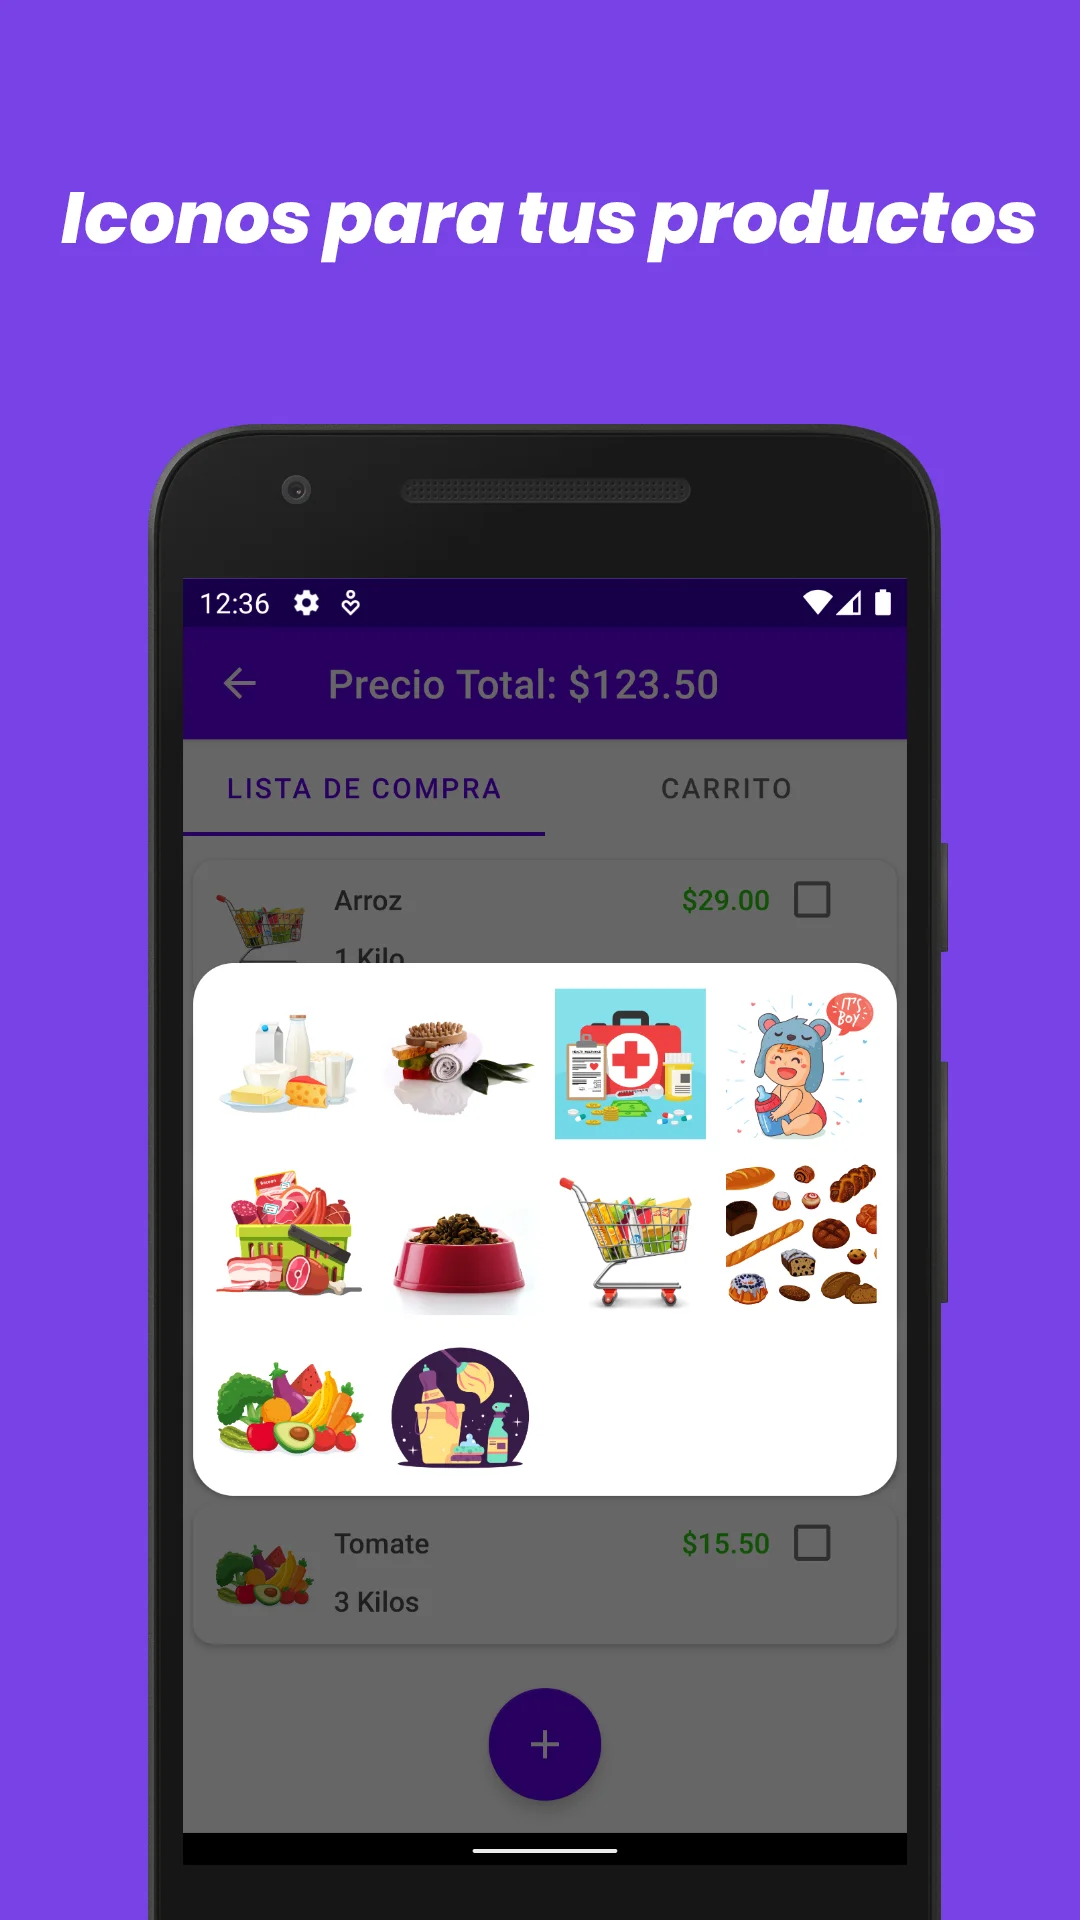 Iconos para tus productos
12:36
Precio Total: $123.50
LISTA DE COMPRA
CARRITO
Arroz
$29.00
1 Kilo
IT'S
BOY
Tomate
$15.50
3 Kilos